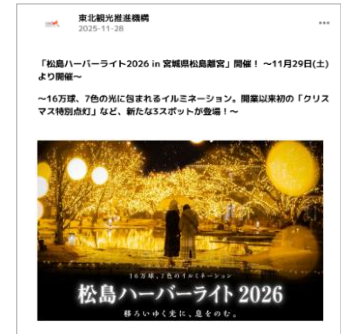 東北観光推進機構
2025-11-28
「松島ハーバーライト2026 in 宮城県松島離宮」開催！ ～11月29日(土)
より開催～
～16万球、7色の光に包まれるイルミネーション。開業以来初の「クリス
マス特別点灯」など、新たな3スポットが登場！～
16万球、7色のイルミネーション
松島ハーバーライト 2026
移ろいゆく光に、息をのむ。